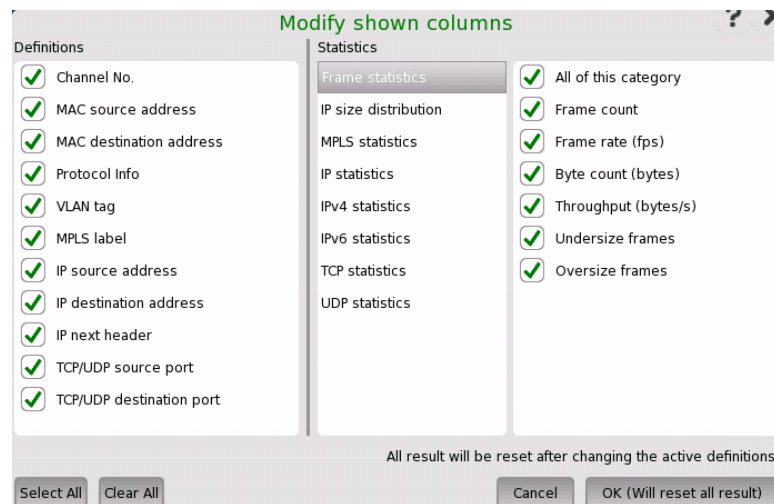 Modify shown columns
?
Definitions
Channel No.
MAC source address
MAC destination address
Protocol Info
VLAN tag
MPLS label
IP source address
IP destination address
IP next header
TCP/UDP source port
TCP/UDP destination port
Statistics
Frame statistics
IP size distribution
MPLS statistics
IP statistics
IPv4 statistics
IPv6 statistics
TCP statistics
UDP statistics
All of this category
Frame count
Frame rate (fps)
Byte count (bytes)
Throughput (bytes/s)
Undersize frames
Oversize frames
All result will be reset after changing the active definitions
Select All
Clear All
Cancel
OK (Will reset all result)